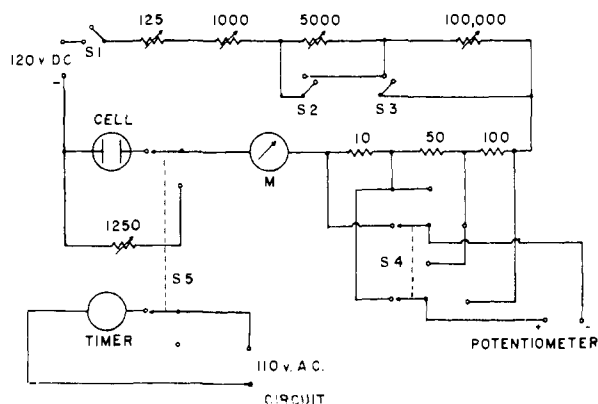 125 1000 5000 100,000
S1
120 v DC
−
S2 S3
CELL
10 50 100
M
1250
S4
S5
+ -
TIMER
POTENTIOMETER
110 v. A.C.
CIRCUIT